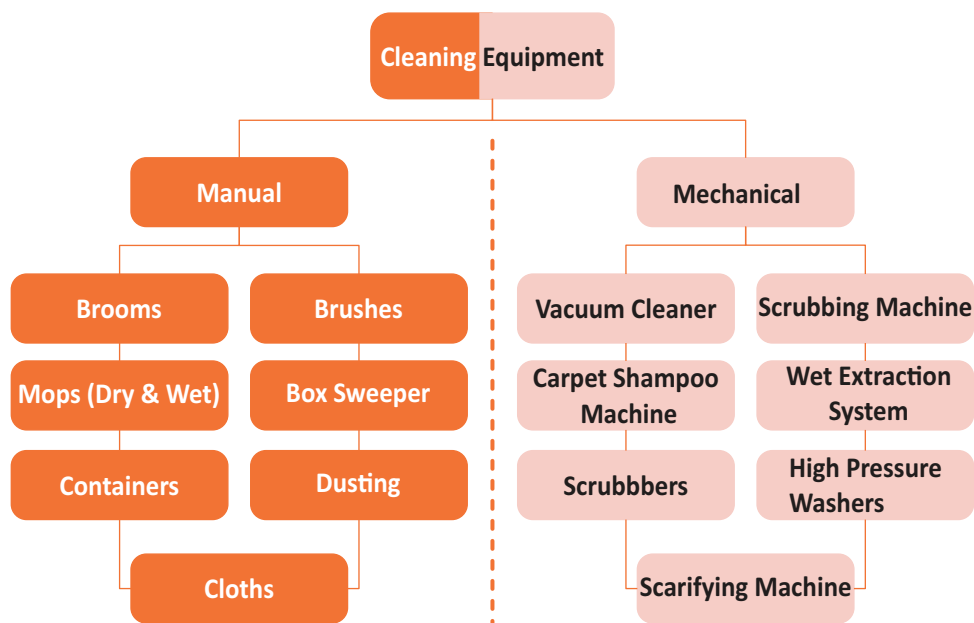 Cleaning Equipment
Manual
Mechanical
Brooms
Brushes
Vacuum Cleaner
Scrubbing Machine
Mops (Dry & Wet)
Box Sweeper
Carpet Shampoo
Machine
Wet Extraction
System
Containers
Dusting
Scrubbbers
High Pressure
Washers
Cloths
Scarifying Machine